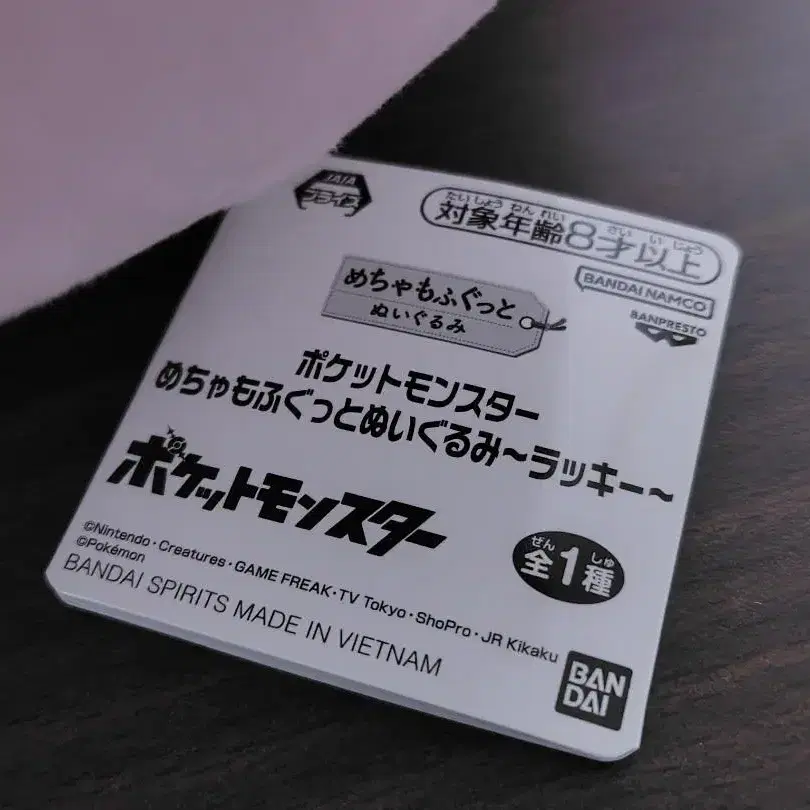 JAIA
プライズ
たいしょうねんれい さいいじょう
対象年齢8才以上
BANDAI NAMCO
BANPRESTO
めちゃもふぐっと
ぬいぐるみ
ポケットモンスター
めちゃもふぐっとぬいぐるみ〜ラッキー〜
ポケットモンスター
ぜん しゅ
全1種
©Nintendo・Creatures・GAME FREAK・TV Tokyo・ShoPro・JR Kikaku
©Pokémon
BANDAI SPIRITS MADE IN VIETNAM
BAN
DAI